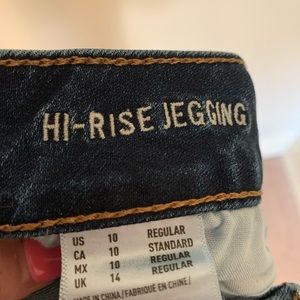 HI-RISE JEGGING
US 10 REGULAR
CA 10 STANDARD
MX 10 REGULAR
UK 14 REGULAR
MADE IN CHINA/FABRIQUÉ EN CHINE/